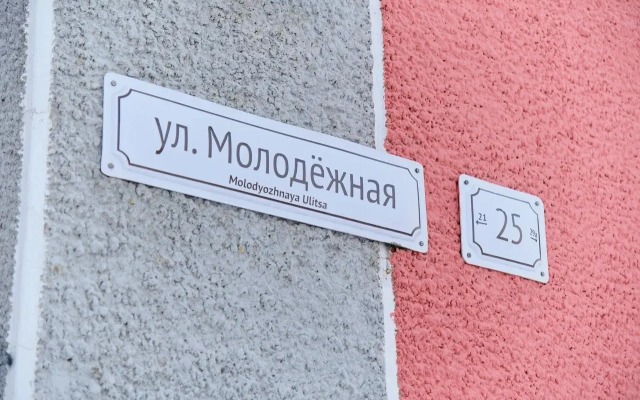 ул. Молодёжная
Molodyozhnaya Ulitsa
21
25